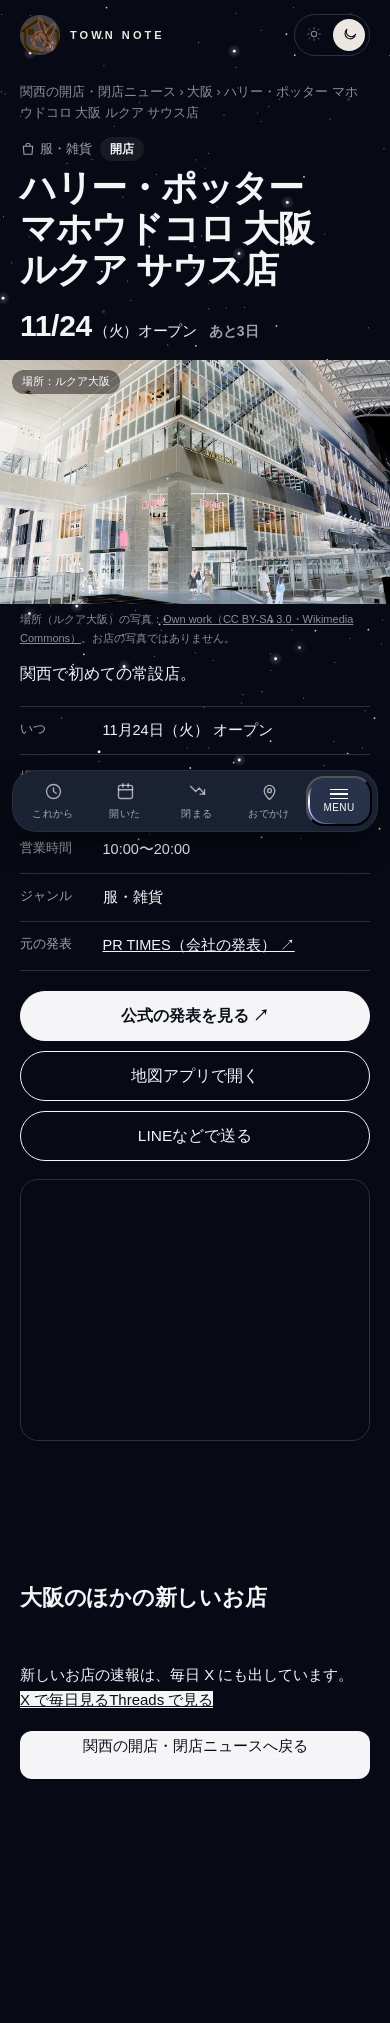 TOWN NOTE
関西の開店・閉店ニュース › 大阪 › ハリー・ポッター マホ
ウドコロ 大阪 ルクア サウス店
服・雑貨 開店
ハリー・ポッター
マホウドコロ 大阪
ルクア サウス店
11/24（火）オープン あと3日
場所：ルクア大阪
場所（ルクア大阪）の写真：Own work（CC BY-SA 3.0・Wikimedia
Commons）。お店の写真ではありません。
関西で初めての常設店。
いつ 11月24日（火） オープン
これから 開いた 閉まる おでかけ MENU
営業時間 10:00〜20:00
ジャンル 服・雑貨
元の発表 PR TIMES（会社の発表） ↗
公式の発表を見る ↗
地図アプリで開く
LINEなどで送る
大阪のほかの新しいお店
新しいお店の速報は、毎日 X にも出しています。
X で毎日見るThreads で見る
関西の開店・閉店ニュースへ戻る